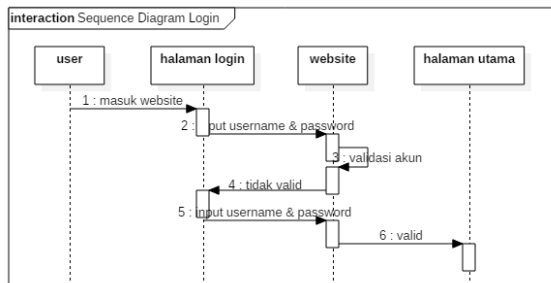 interaction Sequence Diagram Login
user
halaman login
website
halaman utama
1 : masuk website
2 : input username & password
3 : validasi akun
4 : tidak valid
5 : input username & password
6 : valid